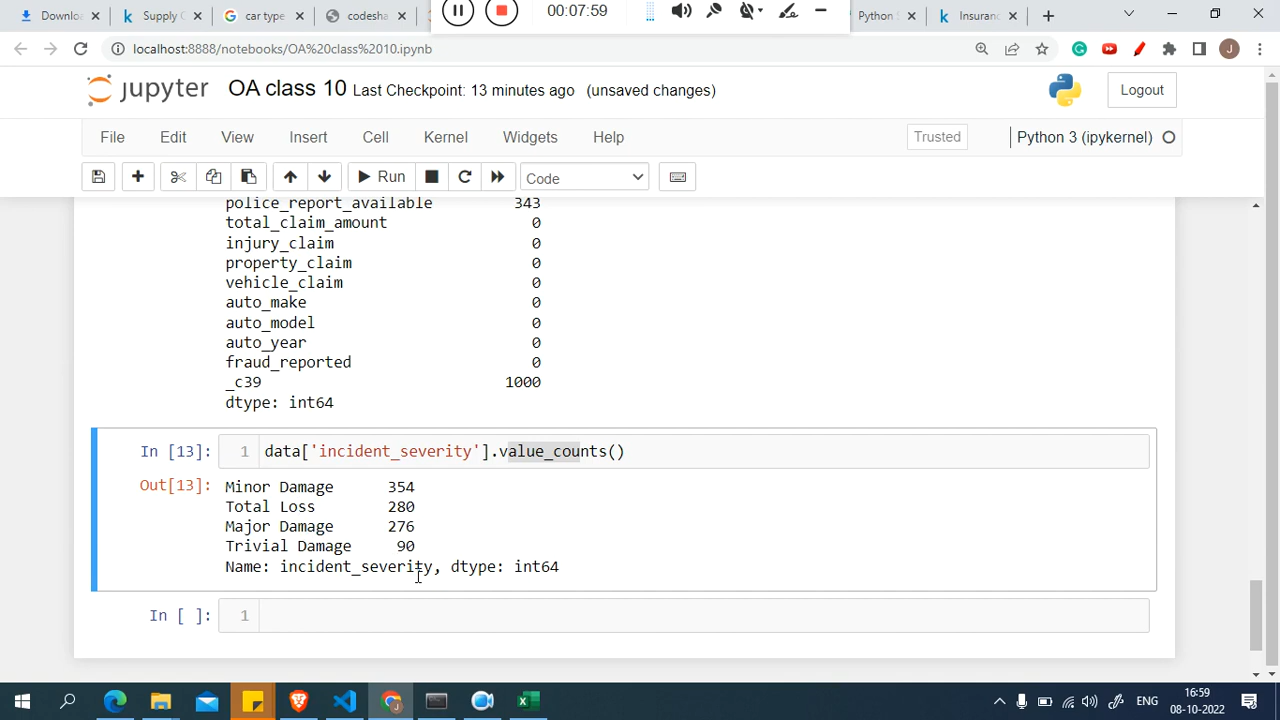 Downloa
Supply C
car type
codesha
00:07:59
Python
Insuranc
localhost:8888/notebooks/OA%20class%2010.ipynb
J
jupyter OA class 10 Last Checkpoint: 13 minutes ago (unsaved changes)
Logout
File Edit View Insert Cell Kernel Widgets Help
Trusted
Python 3 (ipykernel)
Run
Code
police_report_available 343
total_claim_amount 0
injury_claim 0
property_claim 0
vehicle_claim 0
auto_make 0
auto_model 0
auto_year 0
fraud_reported 0
_c39 1000
dtype: int64
In [13]: 1 data['incident_severity'].value_counts()
Out[13]: Minor Damage 354
Total Loss 280
Major Damage 276
Trivial Damage 90
Name: incident_severity, dtype: int64
In [ ]: 1
ENG
16:59
08-10-2022